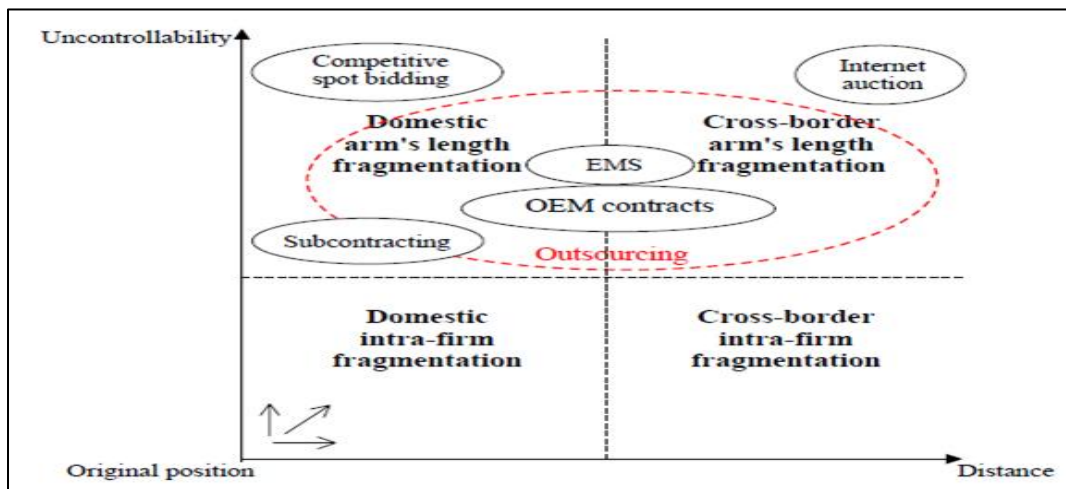 Uncontrollability
Competitive
spot bidding
Internet
auction
Domestic
arm's length
fragmentation
Cross-border
arm's length
fragmentation
EMS
OEM contracts
Subcontracting
Outsourcing
Domestic
intra-firm
fragmentation
Cross-border
intra-firm
fragmentation
Original position
Distance